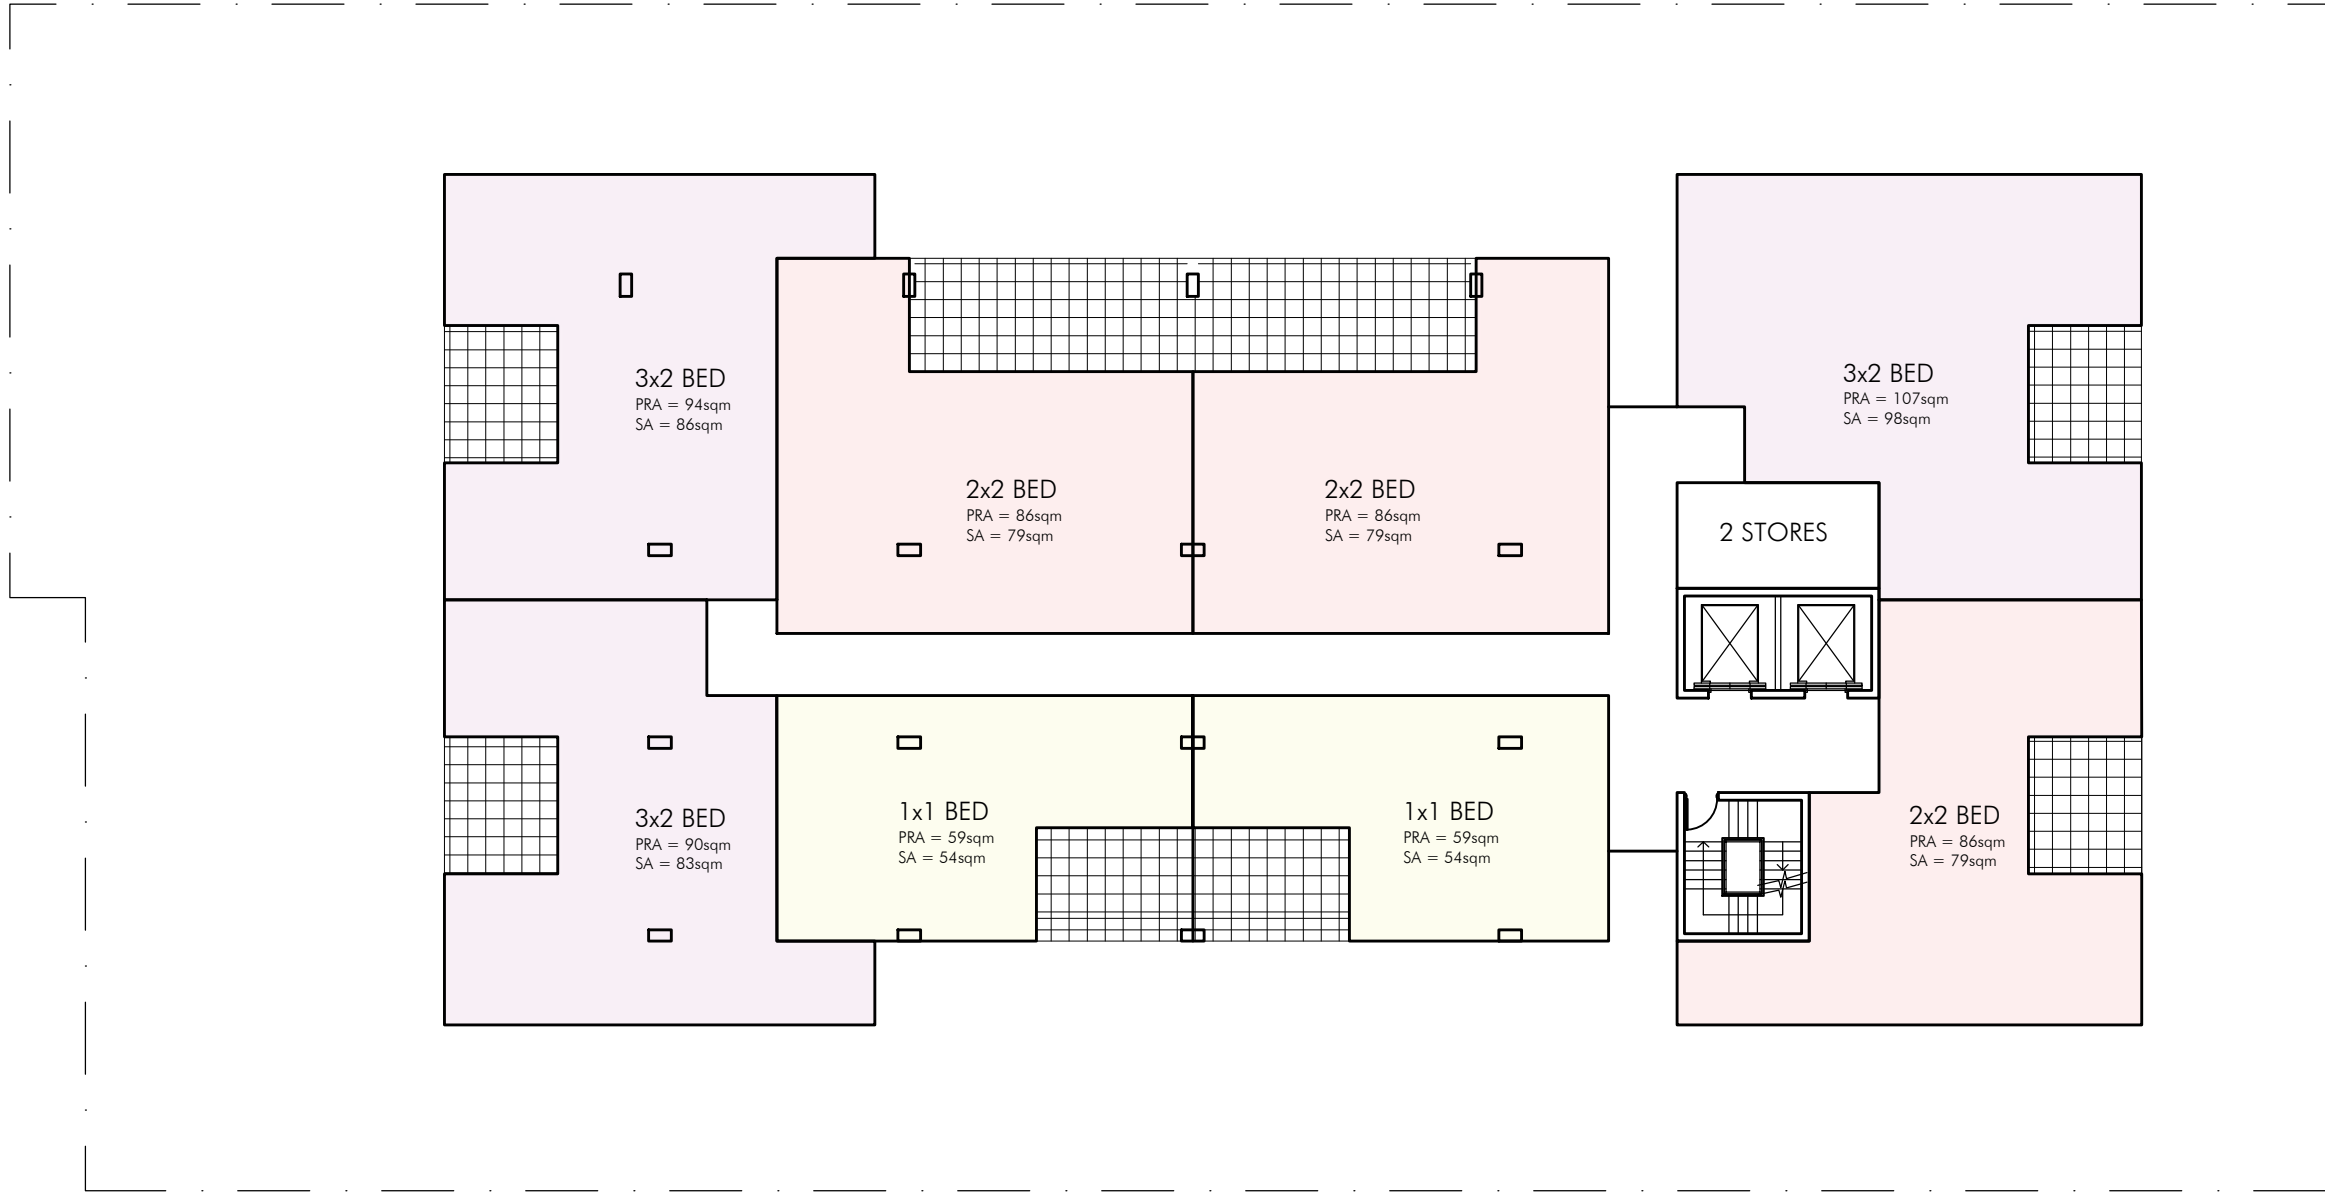 3x2 BED
PRA = 94sqm
SA = 86sqm
3x2 BED
PRA = 107sqm
SA = 98sqm
2x2 BED
PRA = 86sqm
SA = 79sqm
2x2 BED
PRA = 86sqm
SA = 79sqm
2 STORES
3x2 BED
PRA = 90sqm
SA = 83sqm
1x1 BED
PRA = 59sqm
SA = 54sqm
1x1 BED
PRA = 59sqm
SA = 54sqm
2x2 BED
PRA = 86sqm
SA = 79sqm